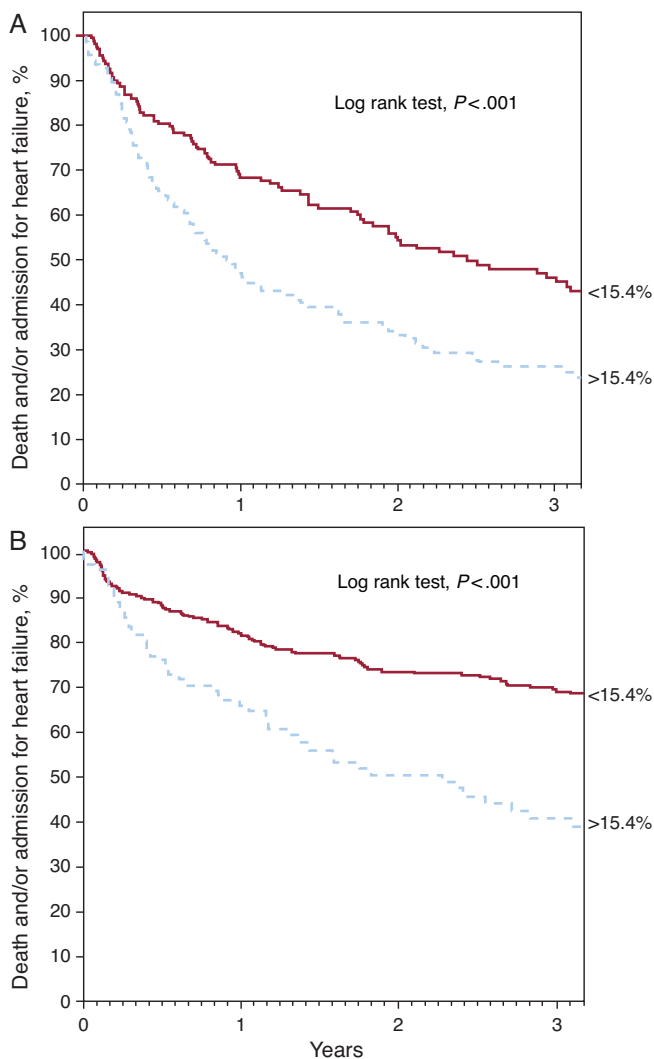 A
Death and/or admission for heart failure, %
100
90
80
70
60
50
40
30
20
10
0
Log rank test, P<.001
<15.4%
>15.4%
0 1 2 3
B
Death and/or admission for heart failure, %
100
90
80
70
60
50
40
30
20
10
0
Log rank test, P<.001
<15.4%
>15.4%
0 1 2 3
Years